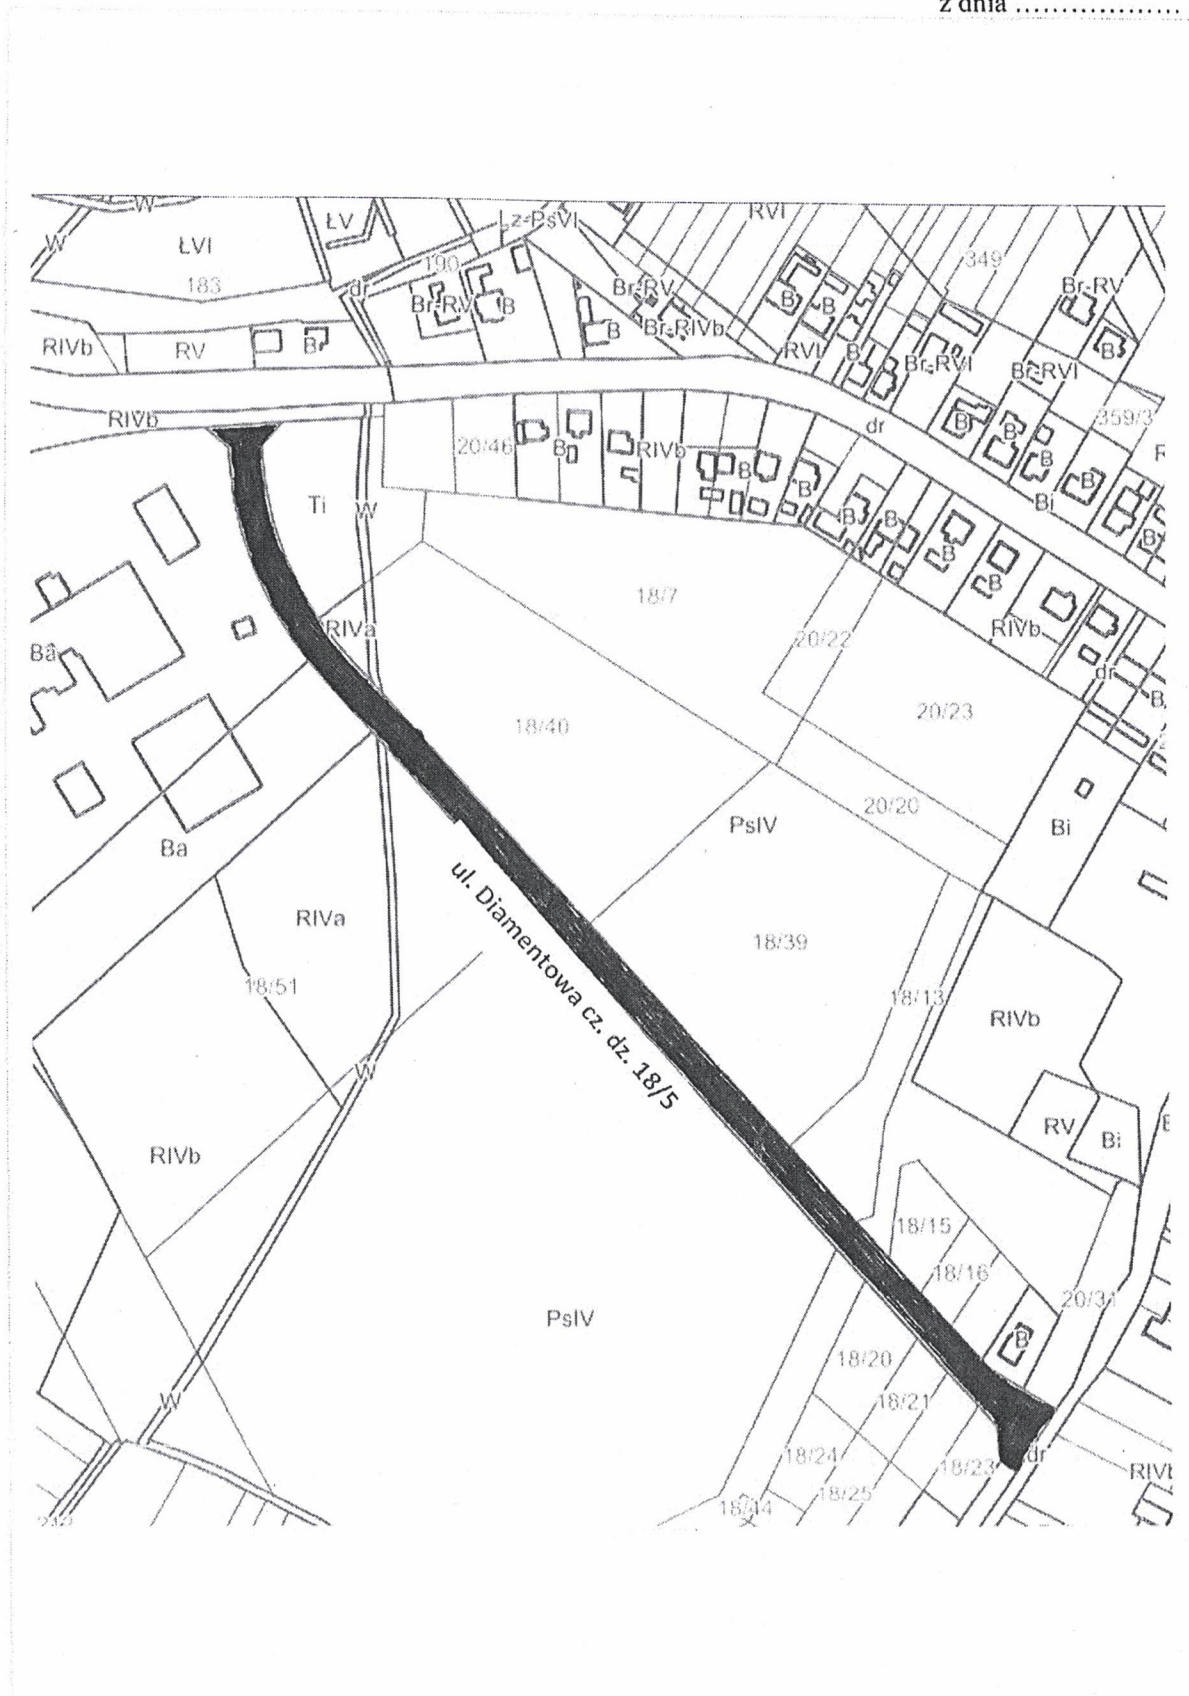 z dnia ....................
W
ŁV
Lz-PsVI
RVI
W
ŁVI
190
349
183
dr
Br-RV
B
Br-RV
B
B
Br-RV
RIVb
RV
B
B
Br-RIVb
RVI
B
Br-RVI
Br-RVI
B
RIVb
20/46
B
RIVb
B
dr
B
B
359/3
B
Ti
W
B
B
B
B
Bi
B
18/7
B
RIVa
20/22
RIVb
Ba
dr
B
18/40
20/23
20/20
PsIV
Bi
Ba
ul. Diamentowa cz. dz. 18/5
RIVa
18/39
18/51
18/13
RIVb
W
RV
Bi
RIVb
18/15
18/16
20/31
PsIV
B
18/20
W
18/21
18/24
18/23
dr
18/25
18/44